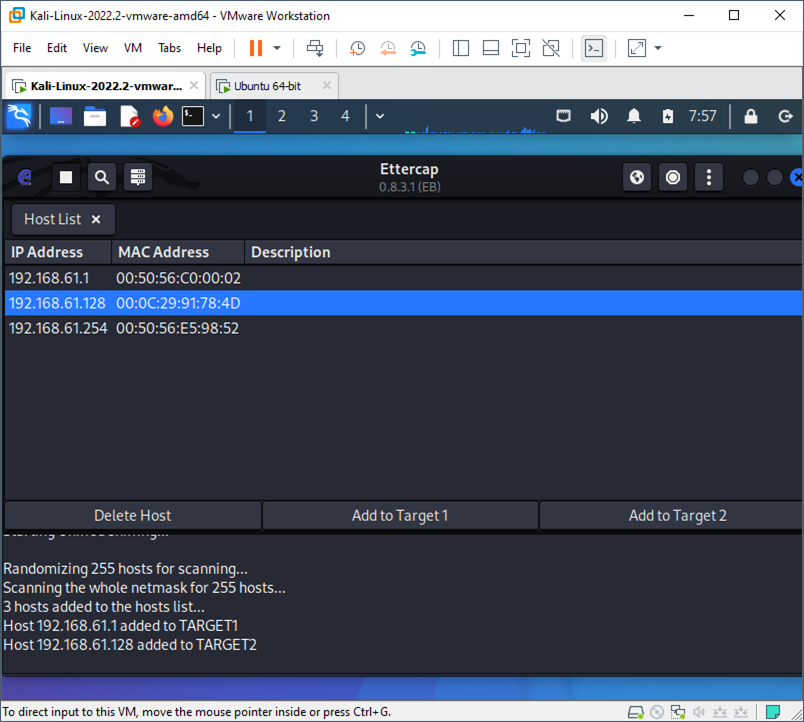 Kali-Linux-2022.2-vmware-amd64 - VMware Workstation
File Edit View VM Tabs Help
Kali-Linux-2022.2-vmwar... Ubuntu 64-bit
1 2 3 4 7:57
Ettercap
0.8.3.1 (EB)
Host List
IP Address MAC Address Description
192.168.61.1 00:50:56:C0:00:02
192.168.61.128 00:0C:29:91:78:4D
192.168.61.254 00:50:56:E5:98:52
Delete Host Add to Target 1 Add to Target 2
Starting Unified sniffing...
Randomizing 255 hosts for scanning...
Scanning the whole netmask for 255 hosts...
3 hosts added to the hosts list...
Host 192.168.61.1 added to TARGET1
Host 192.168.61.128 added to TARGET2
To direct input to this VM, move the mouse pointer inside or press Ctrl+G.